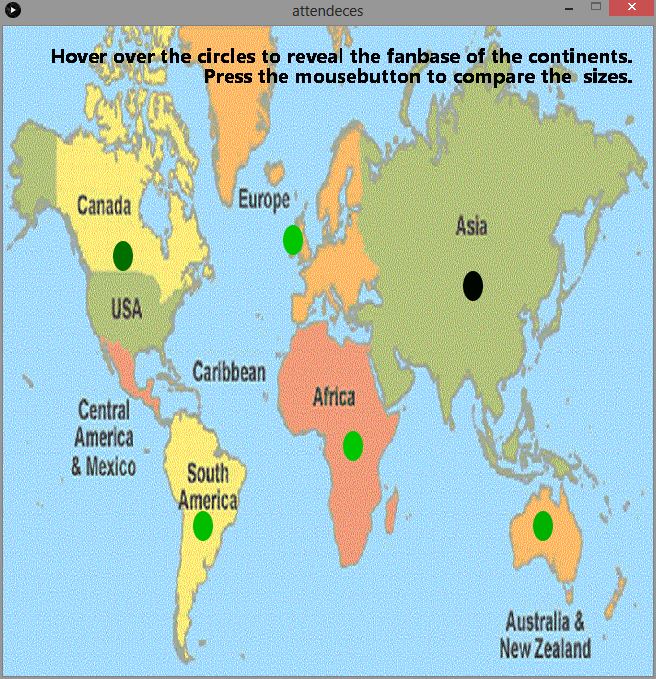 attendeces
Hover over the circles to reveal the fanbase of the continents.
Press the mousebutton to compare the  sizes.
Europe
Canada
Asia
USA
Caribbean
Africa
Central
America
& Mexico
South
America
Australia &
New Zealand